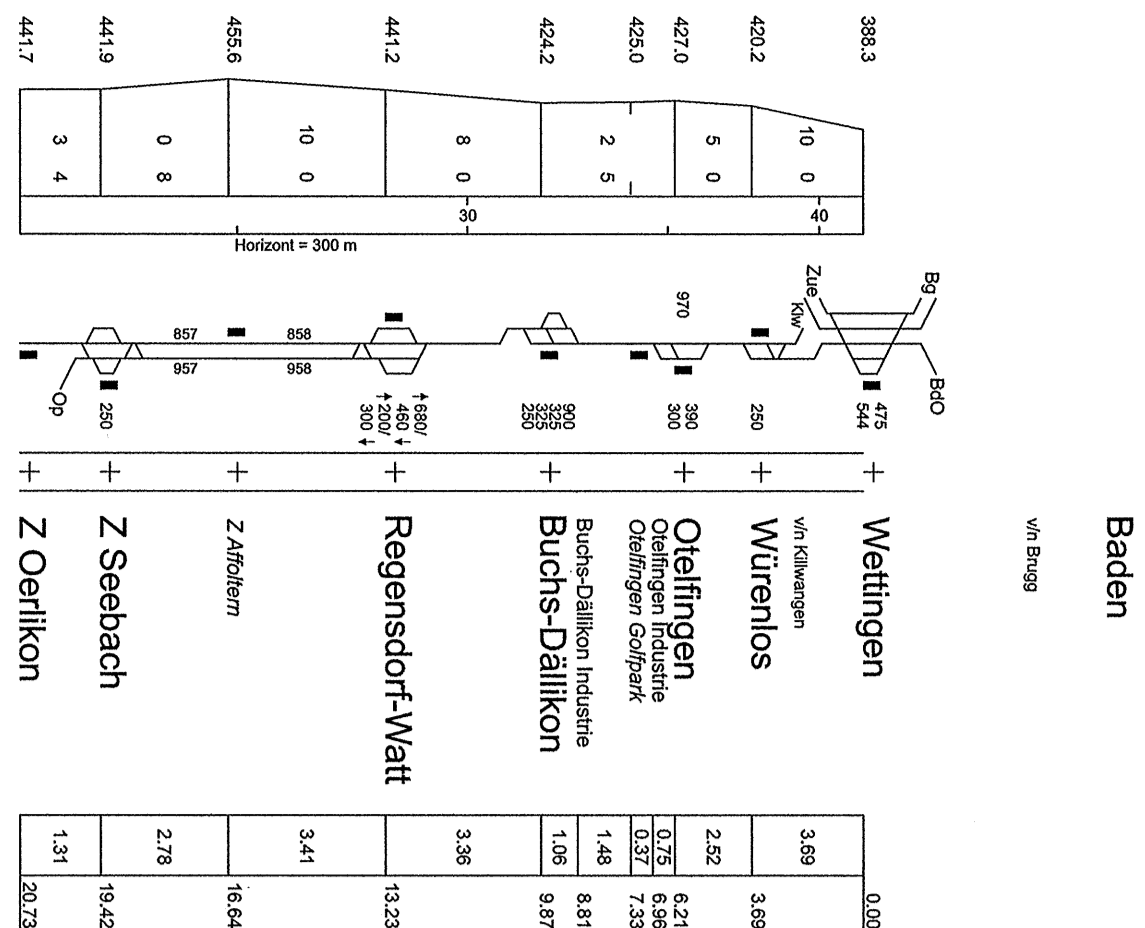 441.7
441.9
455.6
441.2
424.2
425.0
427.0
420.2
388.3
3 4
0 8
10 0
8 0
2 5
5 0
10 0
30
40
Horizont = 300 m
857
858
957
958
970
Zue
Klw
Bg
BdO
Op
250
300
200/
460
680/
250
325
325
900
300
390
250
544
475
Z Oerlikon
Z Seebach
Z Affoltern
Regensdorf-Watt
Buchs-Dällikon
Buchs-Dällikon Industrie
Otelfingen Golfpark
Otelfingen Industrie
Otelfingen
Würenlos
v/n Killwangen
Wettingen
v/n Brugg
Baden
1.31
2.78
3.41
3.36
1.06
1.48
0.37
0.75
2.52
3.69
20.73
19.42
16.64
13.23
9.87
8.81
7.33
6.96
6.21
3.69
0.00